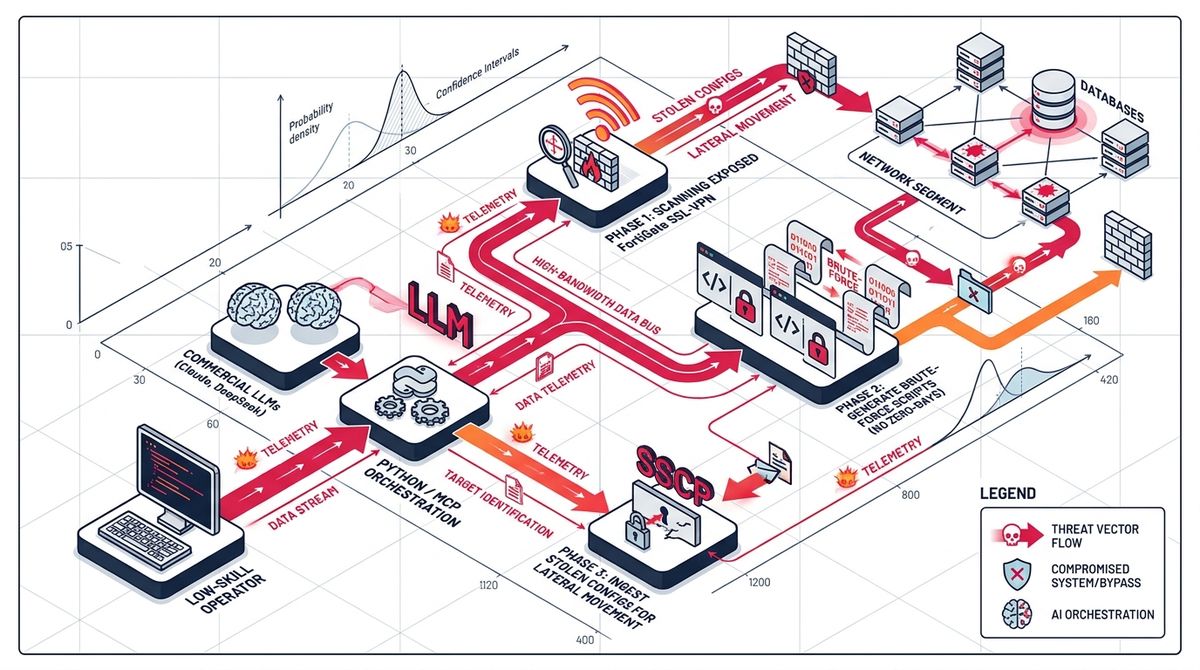 Probability
density
Confidence Intervals
20
30
05
0
20
0
30
60
STOLEN CONFIGS
LATERAL MOVEMENT
DATABASES
NETWORK SEGMENT
PHASE 1: SCANNING EXPOSED
FortiGate SSL-VPN
TELEMETRY
TELEMETRY
HIGH-BANDWIDTH DATA BUS
BRUTE-
FORCE
</>
</>
LLM
COMMERCIAL LLMs
(Claude, DeepSeek)
DATA TELEMETRY
PHASE 2:
GENERATE BRUTE-
FORCE SCRIPTS
(NO ZERO-DAYS)
160
420
TELEMETRY
DATA STREAM
PYTHON / MCP
ORCHESTRATION
TELEMETRY
TARGET IDENTIFICATION
SSCP
TELEMETRY
LOW-SKILL
OPERATOR
PHASE 3: INGEST
STOLEN CONFIGS FOR
LATERAL MOVEMENT
800
1200
1120
400
LEGEND
THREAT VECTOR
FLOW
COMPROMISED
SYSTEM/BYPASS
AI ORCHESTRATION